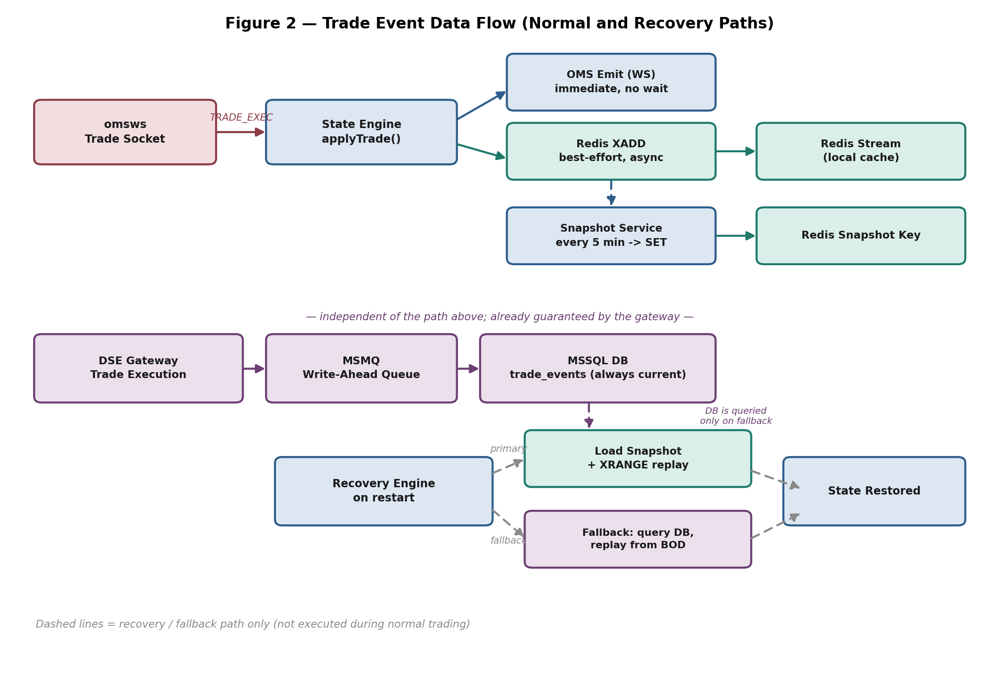 Figure 2 — Trade Event Data Flow (Normal and Recovery Paths)
OMS Emit (WS)
immediate, no wait
omsws
Trade Socket
TRADE_EXEC
State Engine
applyTrade()
Redis XADD
best-effort, async
Redis Stream
(local cache)
Snapshot Service
every 5 min -> SET
Redis Snapshot Key
— independent of the path above; already guaranteed by the gateway —
DSE Gateway
Trade Execution
MSMQ
Write-Ahead Queue
MSSQL DB
trade_events (always current)
DB is queried
only on fallback
primary
Load Snapshot
+ XRANGE replay
Recovery Engine
on restart
State Restored
fallback
Fallback: query DB,
replay from BOD
Dashed lines = recovery / fallback path only (not executed during normal trading)